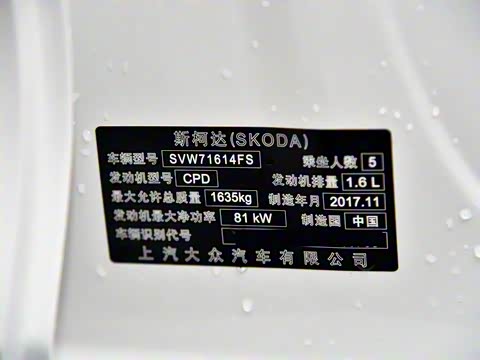 斯柯达(SKODA)
车辆型号 SVW71614FS 乘坐人数 5
发动机型号 CPD 发动机排量 1.6 L
最大允许总质量 1635kg 制造年月 2017.11
发动机最大净功率 81 kW 制造国 中国
车辆识别代号
上汽大众汽车有限公司